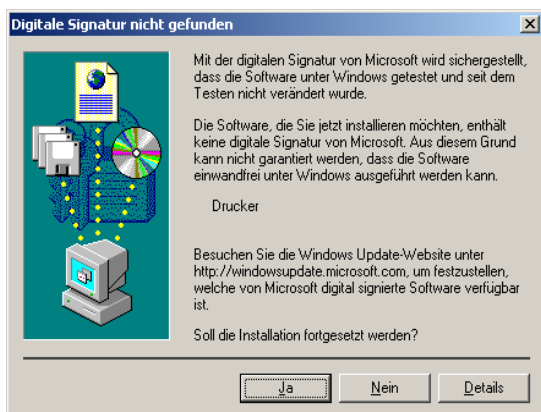 Digitale Signatur nicht gefunden
Mit der digitalen Signatur von Microsoft wird sichergestellt,
dass die Software unter Windows getestet und seit dem
Testen nicht verändert wurde.
Die Software, die Sie jetzt installieren möchten, enthält
keine digitale Signatur von Microsoft. Aus diesem Grund
kann nicht garantiert werden, dass die Software
einwandfrei unter Windows ausgeführt werden kann.
Drucker
Besuchen Sie die Windows Update-Website unter
http://windowsupdate.microsoft.com, um festzustellen,
welche von Microsoft digital signierte Software verfügbar
ist.
Soll die Installation fortgesetzt werden?
Ja Nein Details